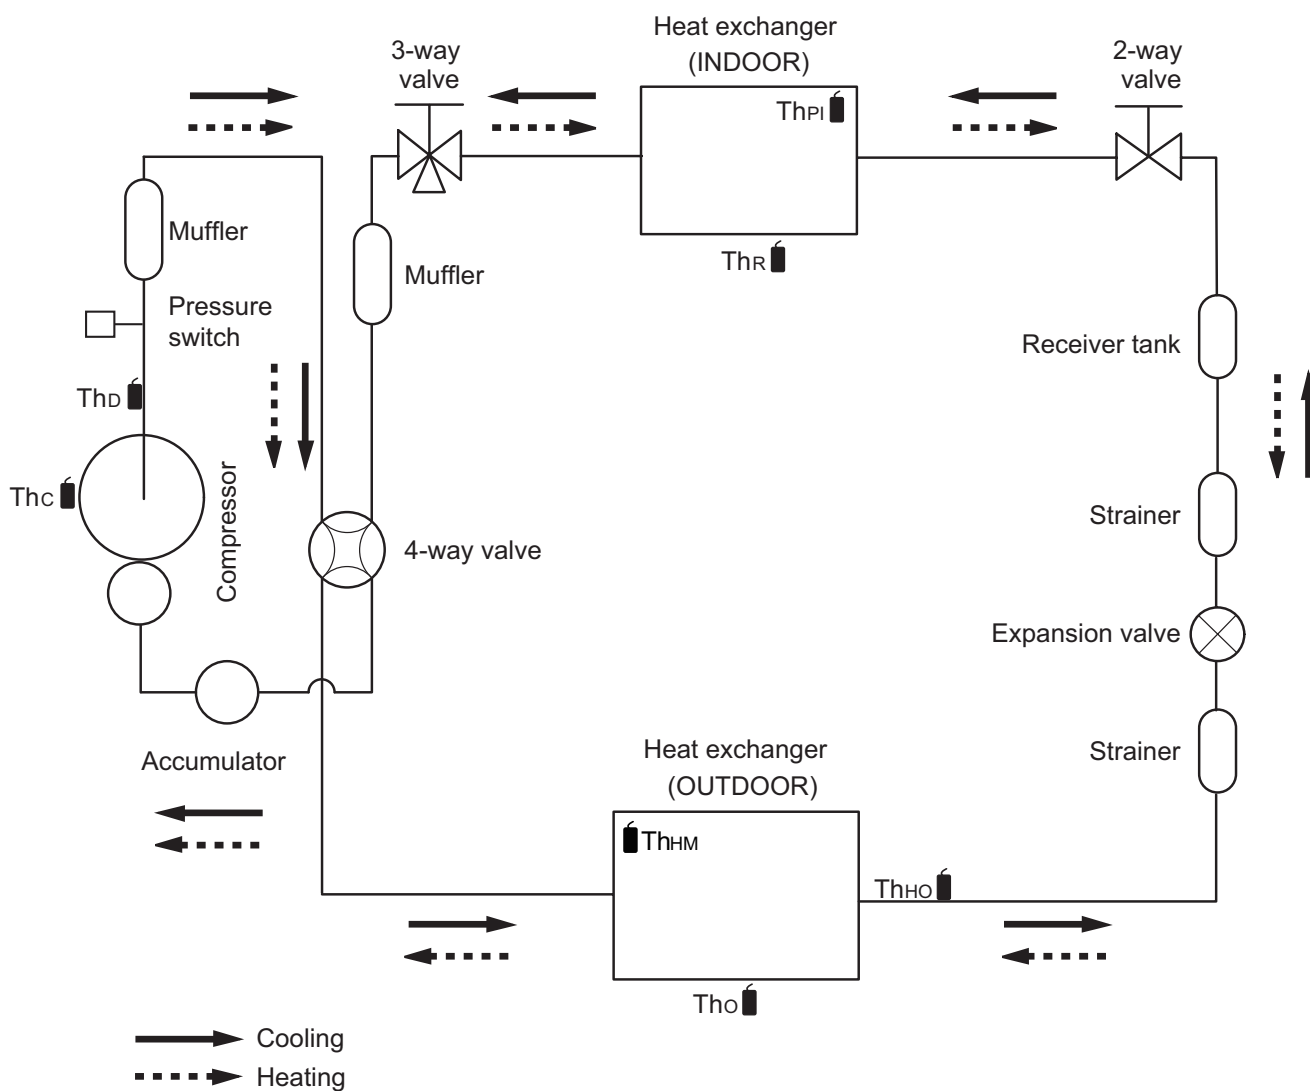 Heat exchanger
(INDOOR)
3-way
valve
2-way
valve
ThPI
Muffler
ThR
Muffler
Pressure
switch
Receiver tank
ThD
ThC
Compressor
Strainer
4-way valve
Expansion valve
Accumulator
Heat exchanger
(OUTDOOR)
Strainer
ThHM
ThHO
ThO
Cooling
Heating